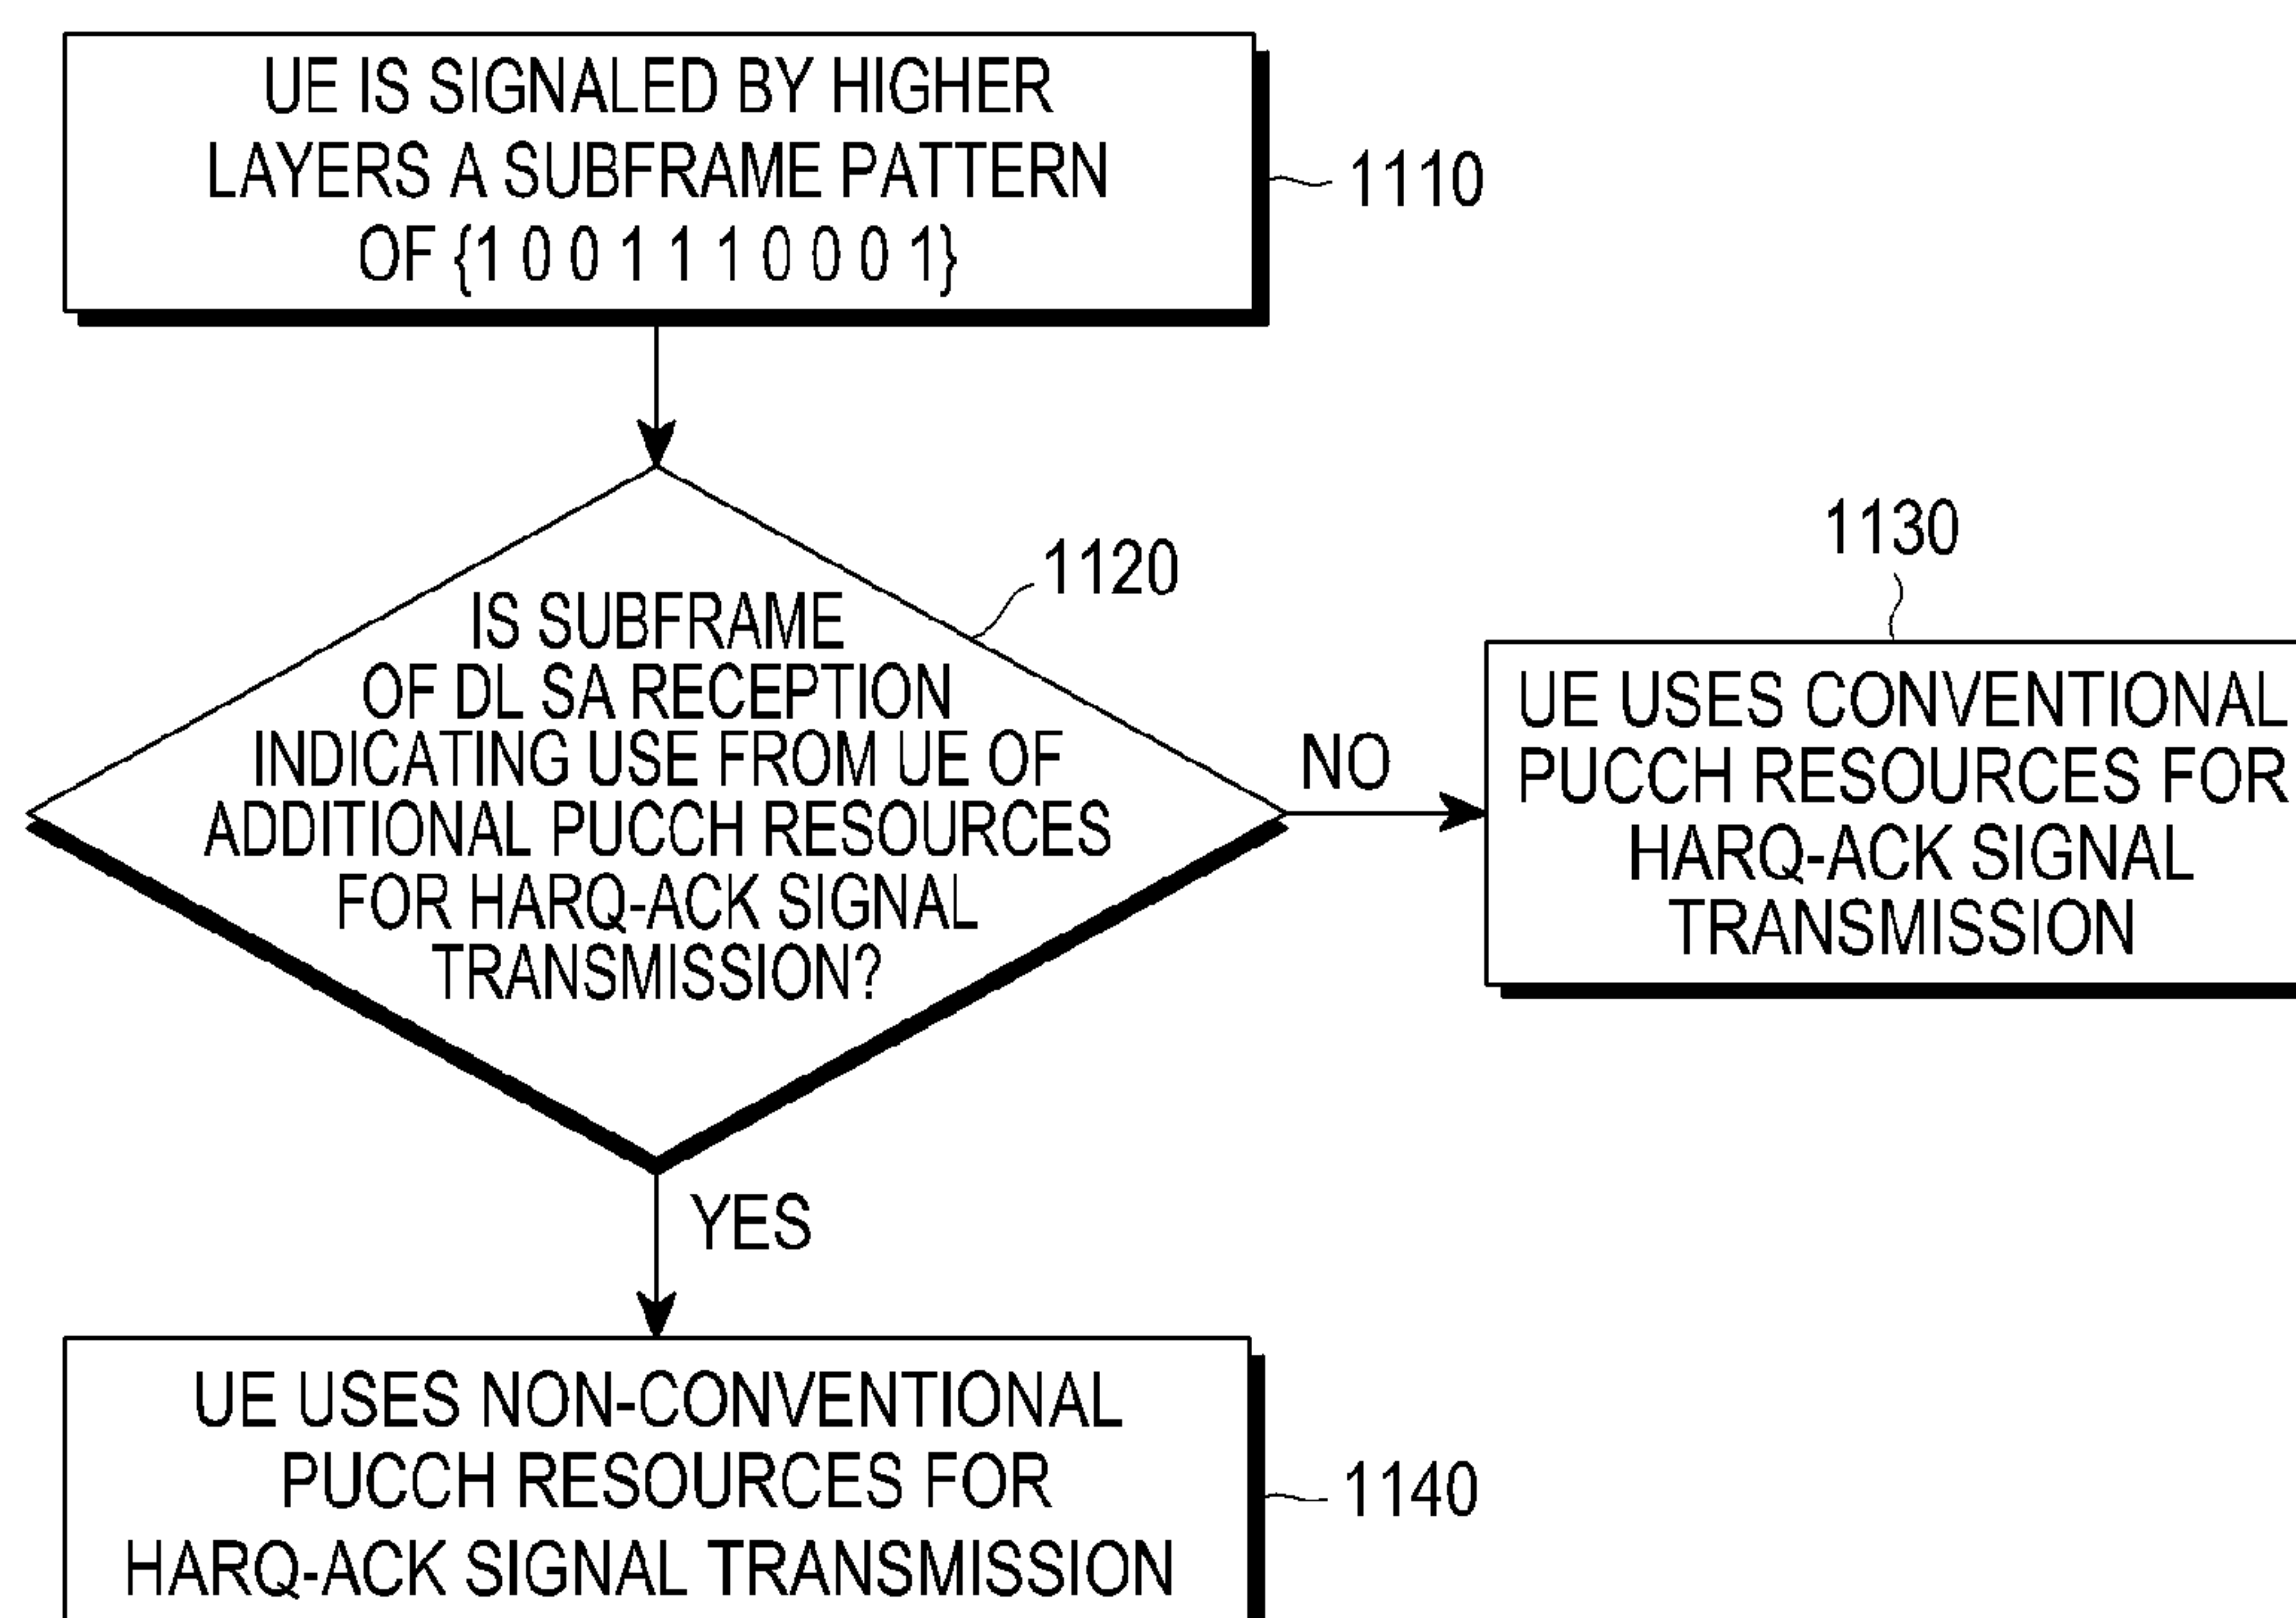 UE IS SIGNALED BY HIGHER
LAYERS A SUBFRAME PATTERN
OF {1 0 0 1 1 1 0 0 0 1}
1110
1120
IS SUBFRAME
OF DL SA RECEPTION
INDICATING USE FROM UE OF
ADDITIONAL PUCCH RESOURCES
FOR HARQ-ACK SIGNAL
TRANSMISSION?
NO
1130
UE USES CONVENTIONAL
PUCCH RESOURCES FOR
HARQ-ACK SIGNAL
TRANSMISSION
YES
UE USES NON-CONVENTIONAL
PUCCH RESOURCES FOR
HARQ-ACK SIGNAL TRANSMISSION
1140